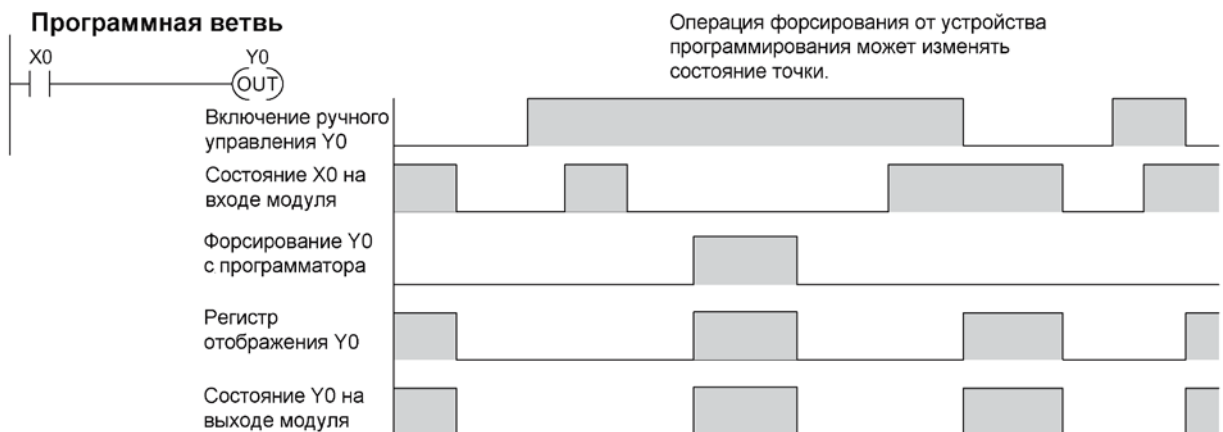 Программная ветвь
X0
Y0
OUT
Операция форсирования от устройства
программирования может изменять
состояние точки.
Включение ручного
управления Y0
Состояние X0 на
входе модуля
Форсирование Y0
с программатора
Регистр
отображения Y0
Состояние Y0 на
выходе модуля